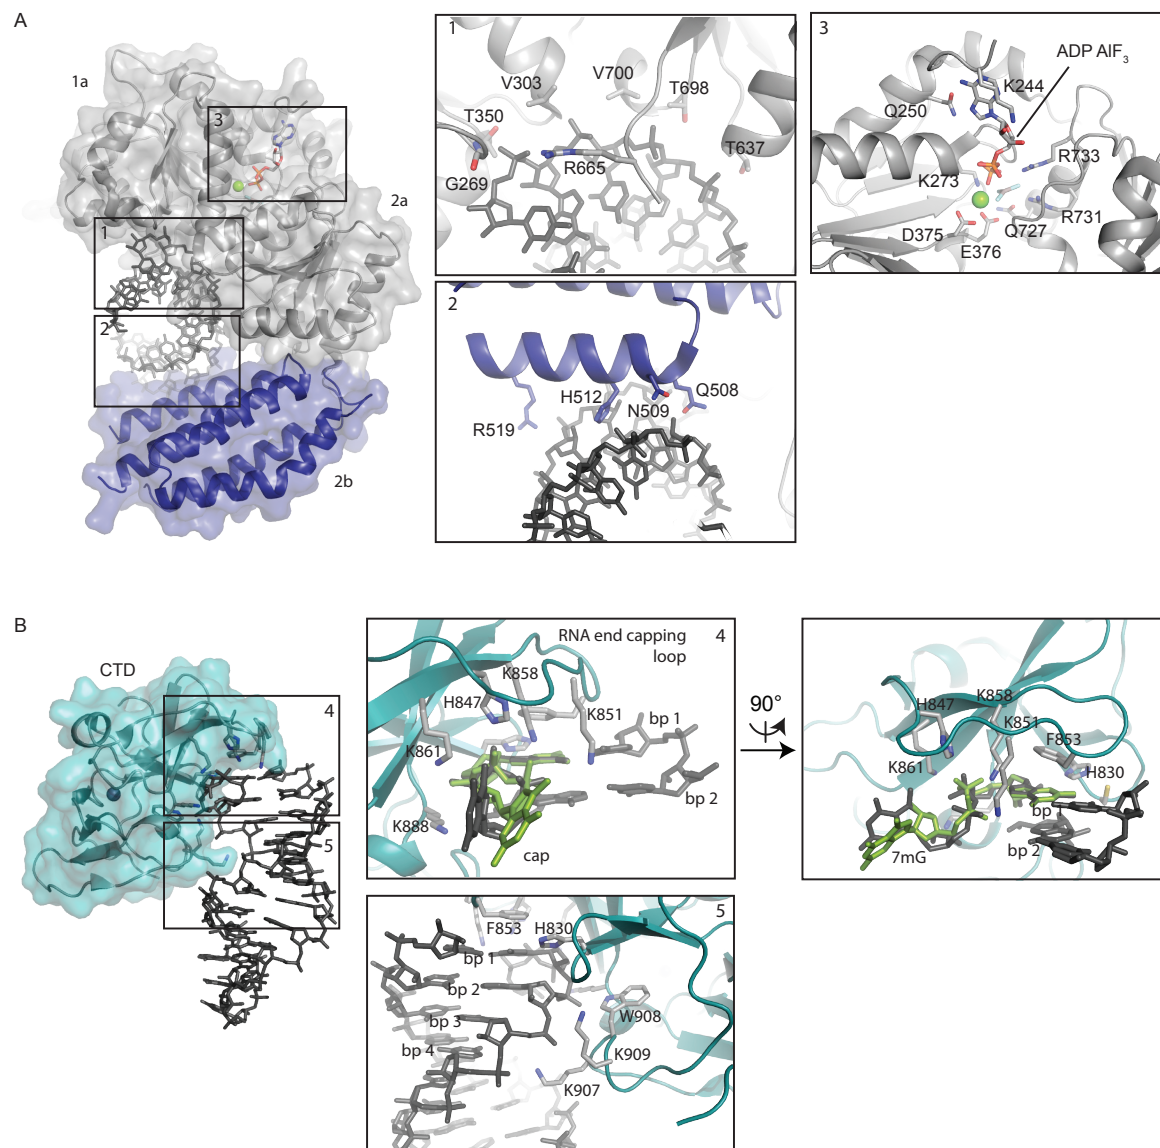 A
1a
3
1
2a
2
2b
1
V303
V700
T698
T350
T637
R665
G269
2
H512
Q508
N509
R519
3
ADP AlF3
K244
Q250
R733
K273
R731
Q727
D375
E376
B
CTD
4
5
RNA end capping
loop
4
K858
H847
K851
bp 1
K861
bp 2
K888
cap
90°
K858
H847
K851
F853
K861
H830
bp 1
bp 2
7mG
5
F853
H830
bp 1
bp 2
W908
bp 3
bp 4
K909
K907